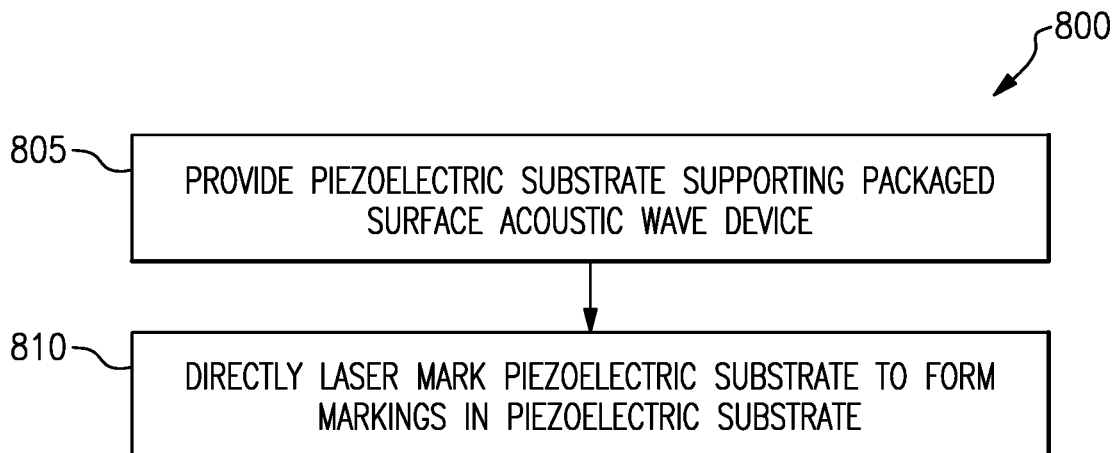 800
805
PROVIDE PIEZOELECTRIC SUBSTRATE SUPPORTING PACKAGED
SURFACE ACOUSTIC WAVE DEVICE
810
DIRECTLY LASER MARK PIEZOELECTRIC SUBSTRATE TO FORM
MARKINGS IN PIEZOELECTRIC SUBSTRATE